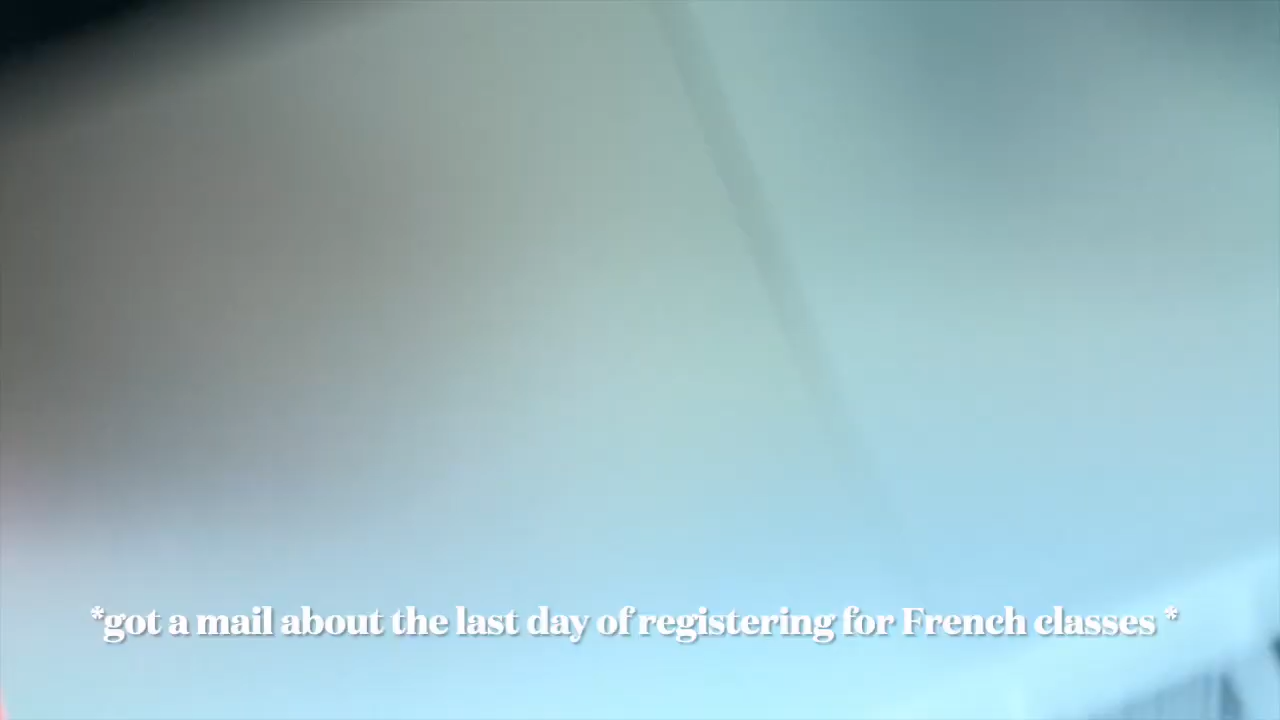 *got a mail about the last day of registering for French classes *